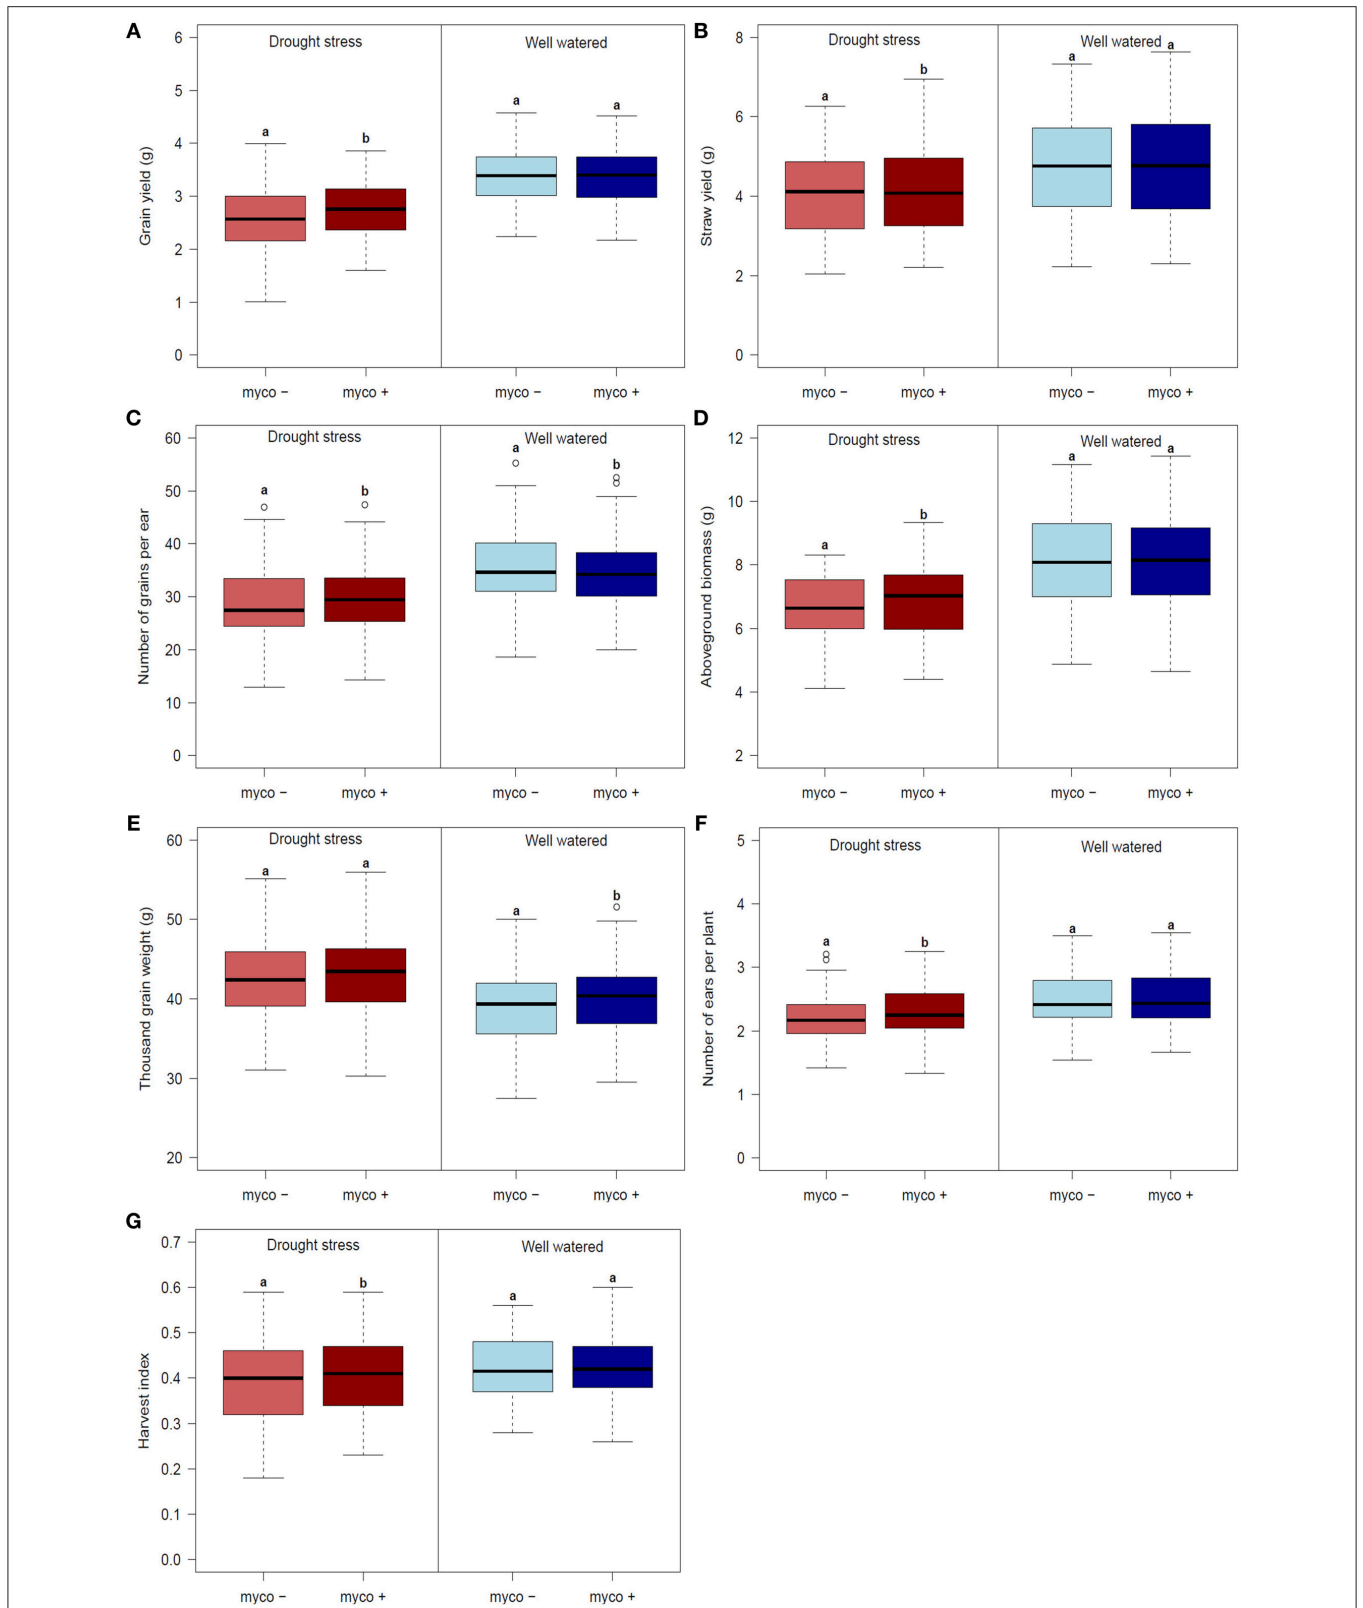 A
Grain yield (g)
6
5
4
3
2
1
0
Drought stress
Well watered
a
b
a
a
myco −
myco +
myco −
myco +
B
Straw yield (g)
8
6
4
2
0
Drought stress
Well watered
a
b
a
a
myco −
myco +
myco −
myco +
C
Number of grains per ear
60
50
40
30
20
10
0
Drought stress
Well watered
a
b
a
b
myco −
myco +
myco −
myco +
D
Aboveground biomass (g)
12
10
8
6
4
2
Drought stress
Well watered
a
b
a
a
myco −
myco +
myco −
myco +
E
Thousand grain weight (g)
60
50
40
30
20
Drought stress
Well watered
a
a
a
b
myco −
myco +
myco −
myco +
F
Number of ears per plant
5
4
3
2
1
0
Drought stress
Well watered
a
b
a
a
myco −
myco +
myco −
myco +
G
Harvest index
0.7
0.6
0.5
0.4
0.3
0.2
0.1
0.0
Drought stress
Well watered
a
b
a
a
myco −
myco +
myco −
myco +